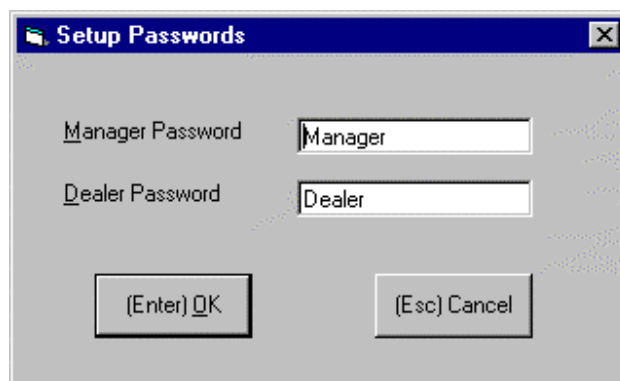 Setup Passwords
Manager Password Manager
Dealer Password Dealer
(Enter) OK (Esc) Cancel